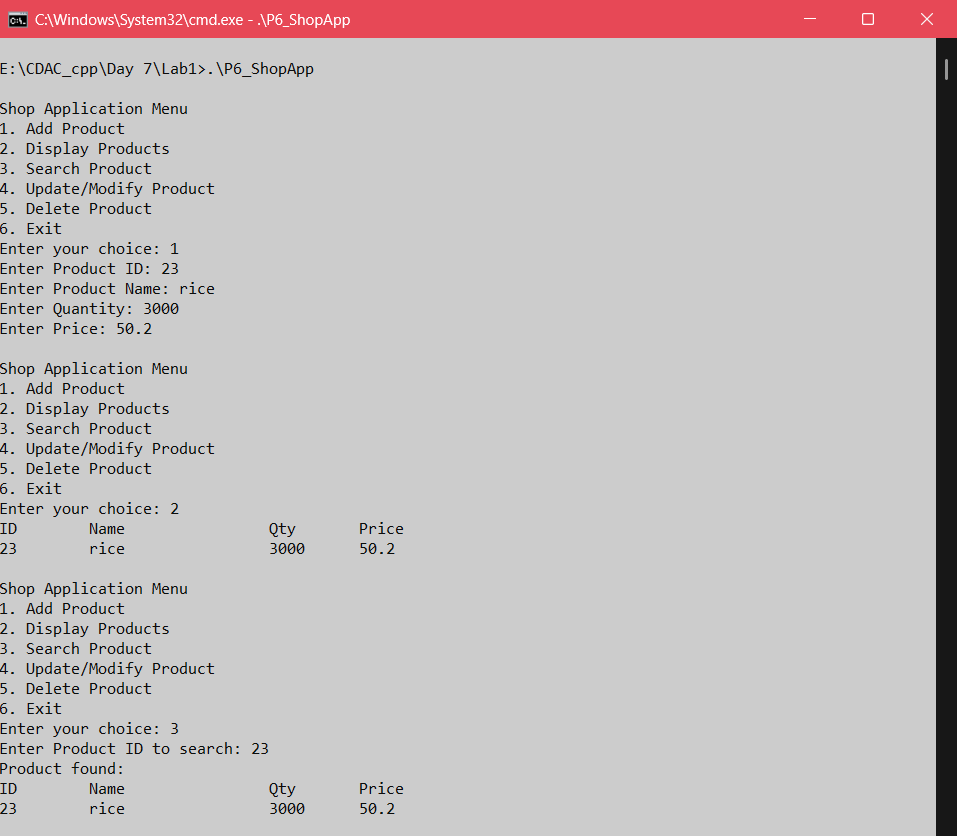 C:\Windows\System32\cmd.exe - .\P6_ShopApp
E:\CDAC_cpp\Day 7\Lab1>.\P6_ShopApp
Shop Application Menu
1. Add Product
2. Display Products
3. Search Product
4. Update/Modify Product
5. Delete Product
6. Exit
Enter your choice: 1
Enter Product ID: 23
Enter Product Name: rice
Enter Quantity: 3000
Enter Price: 50.2
Shop Application Menu
1. Add Product
2. Display Products
3. Search Product
4. Update/Modify Product
5. Delete Product
6. Exit
Enter your choice: 2
ID        Name                Qty       Price
23        rice                3000      50.2
Shop Application Menu
1. Add Product
2. Display Products
3. Search Product
4. Update/Modify Product
5. Delete Product
6. Exit
Enter your choice: 3
Enter Product ID to search: 23
Product found:
ID        Name                Qty       Price
23        rice                3000      50.2